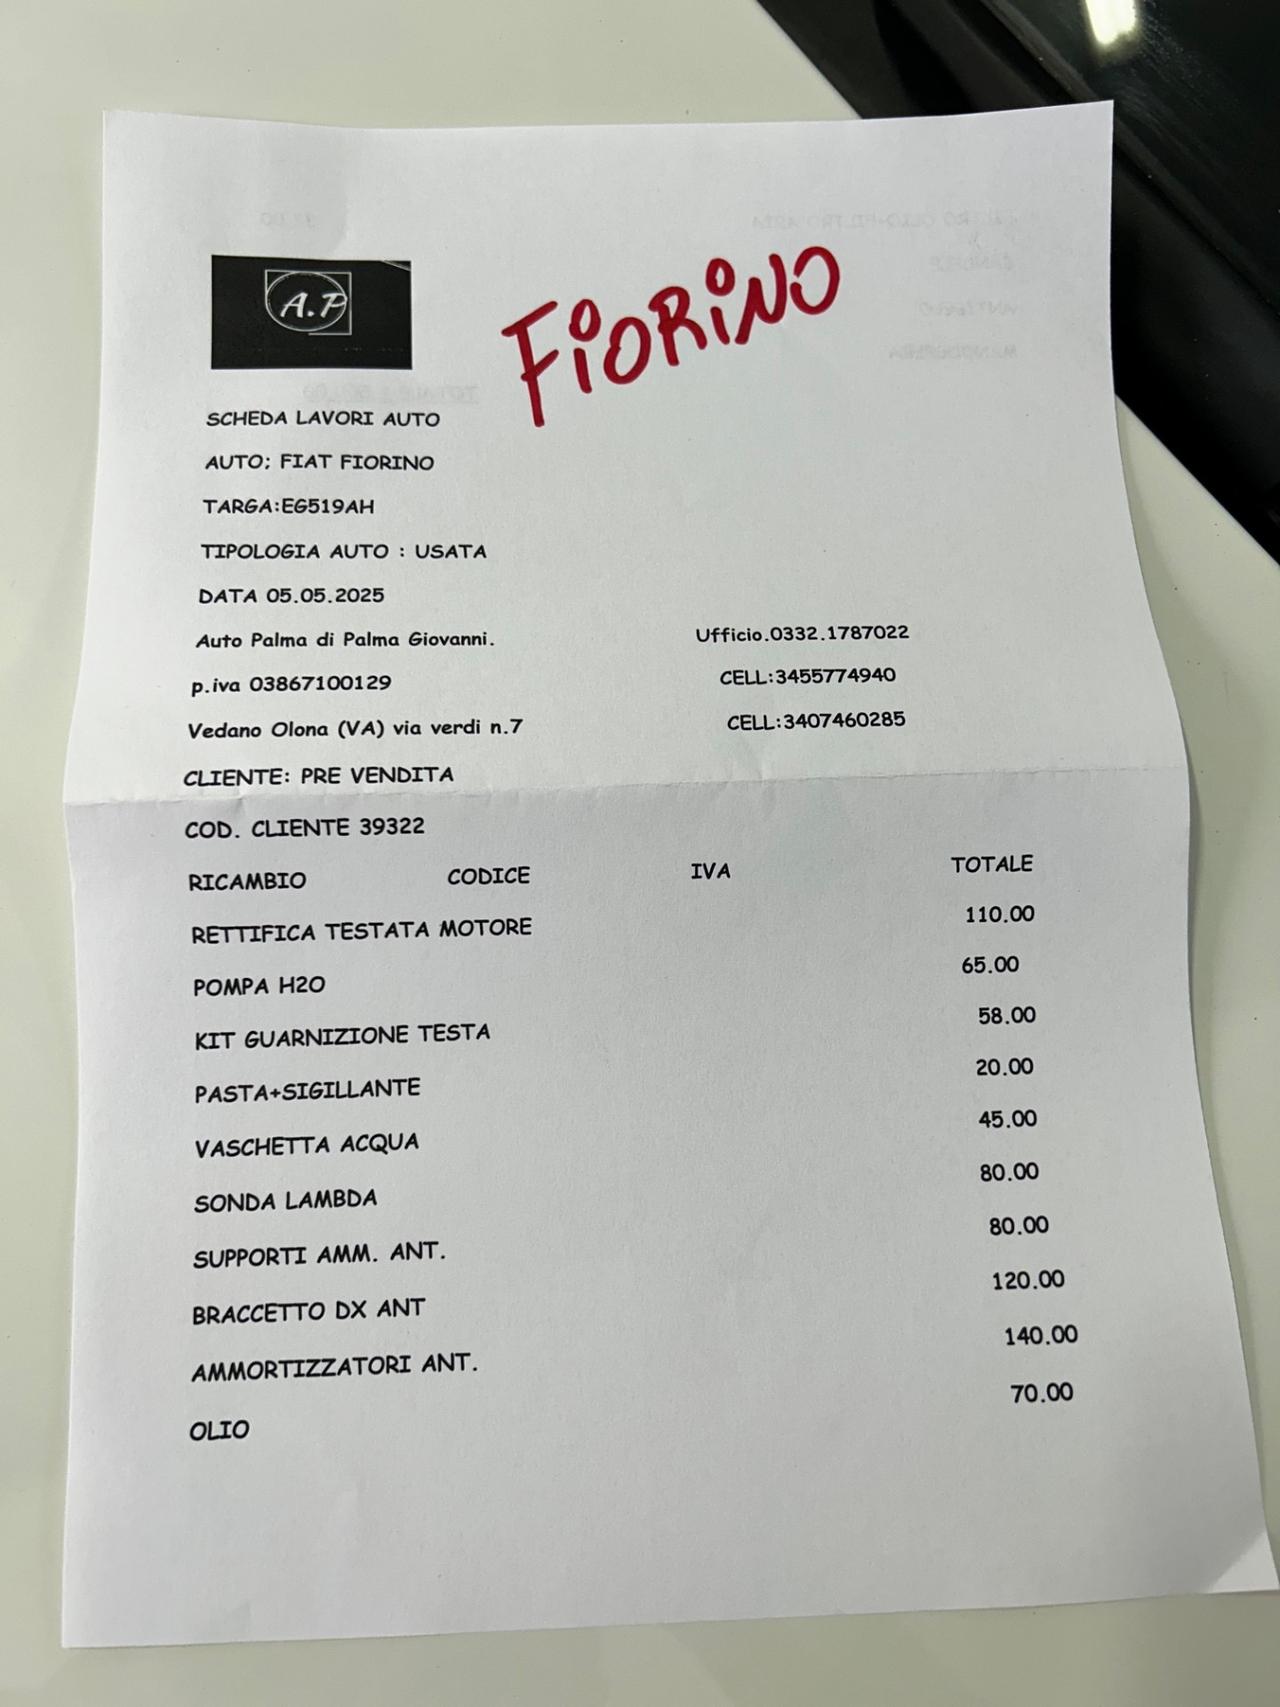 A.P
FiORiNO
SCHEDA LAVORI AUTO
AUTO; FIAT FIORINO
TARGA:EG519AH
TIPOLOGIA AUTO : USATA
DATA 05.05.2025
Auto Palma di Palma Giovanni. Ufficio.0332.1787022
p.iva 03867100129 CELL:3455774940
Vedano Olona (VA) via verdi n.7 CELL:3407460285
CLIENTE: PRE VENDITA
COD. CLIENTE 39322
RICAMBIO CODICE IVA TOTALE
RETTIFICA TESTATA MOTORE 110.00
POMPA H2O 65.00
KIT GUARNIZIONE TESTA 58.00
PASTA+SIGILLANTE 20.00
VASCHETTA ACQUA 45.00
SONDA LAMBDA 80.00
SUPPORTI AMM. ANT. 80.00
BRACCETTO DX ANT 120.00
AMMORTIZZATORI ANT. 140.00
OLIO 70.00